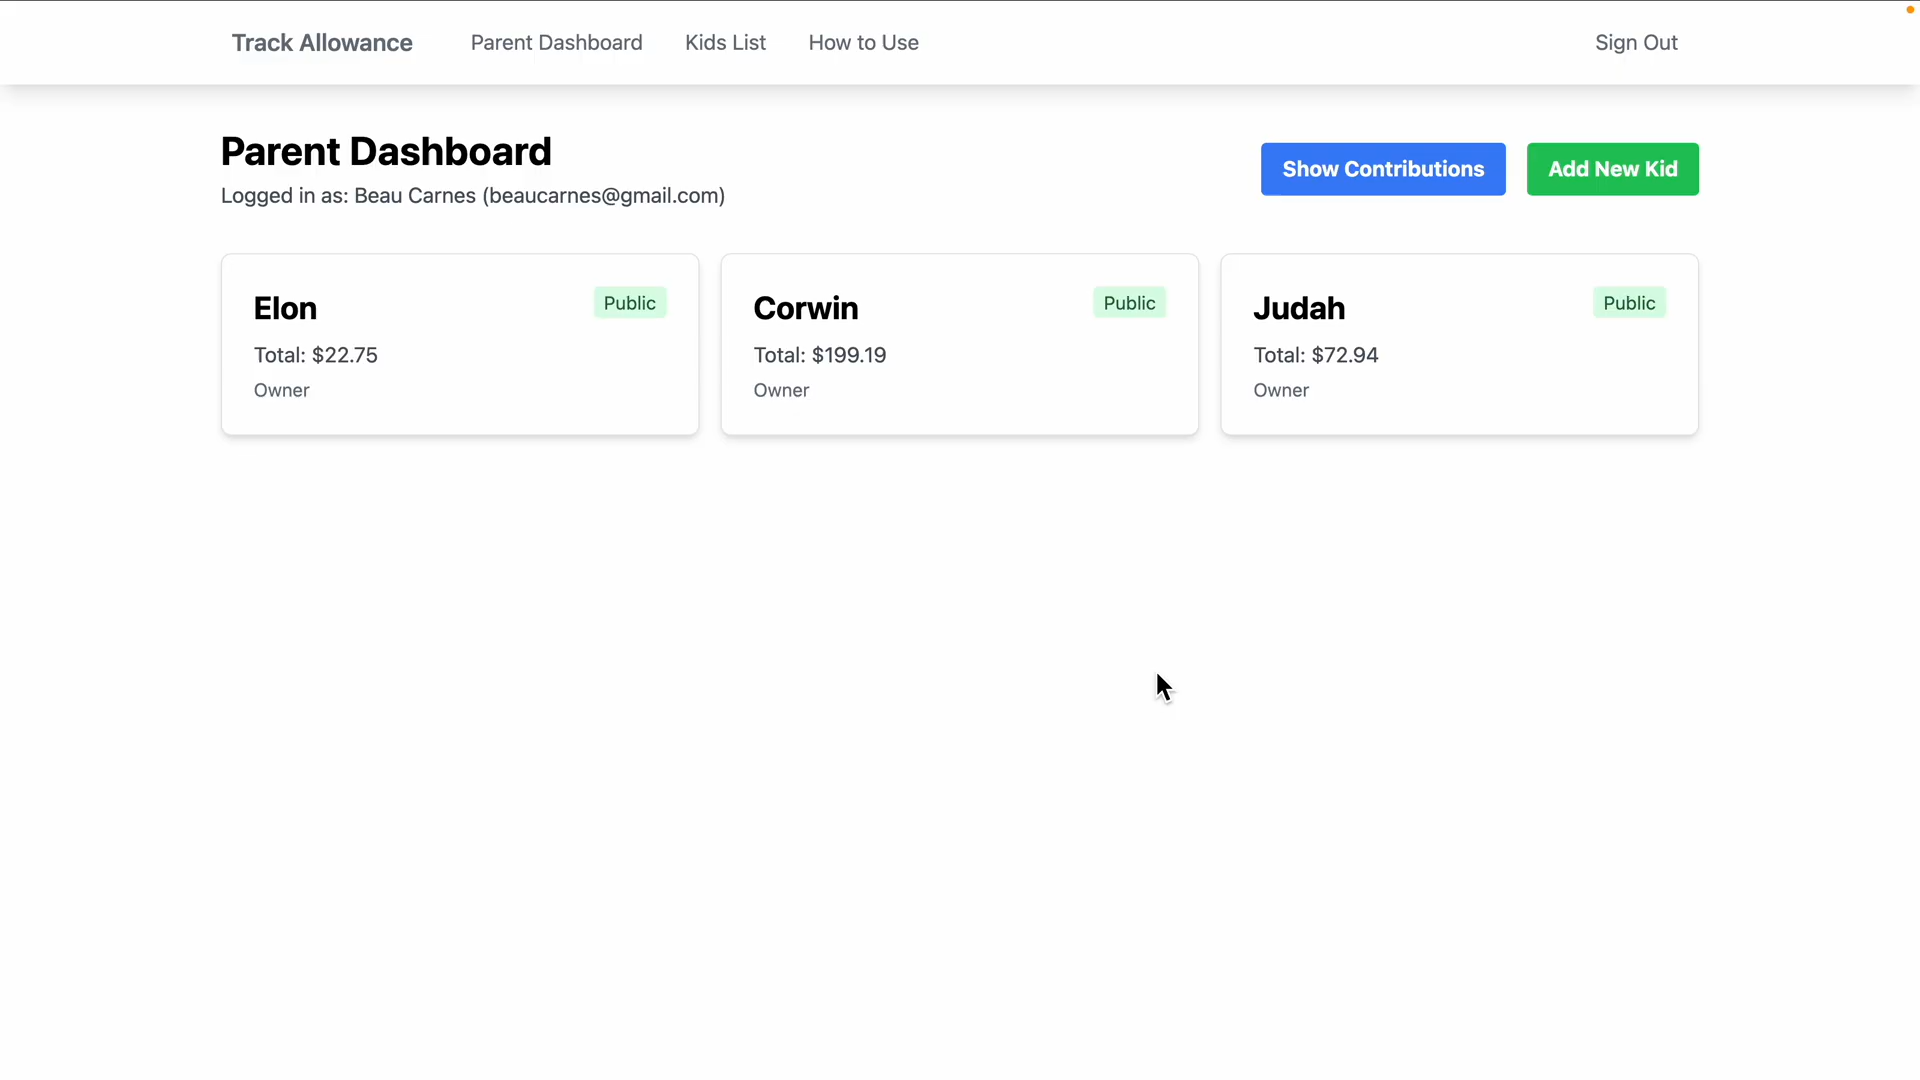 Track Allowance
Parent Dashboard
Kids List
How to Use
Sign Out
Parent Dashboard
Logged in as: Beau Carnes (beaucarnes@gmail.com)
Show Contributions
Add New Kid
Elon
Public
Total: $22.75
Owner
Corwin
Public
Total: $199.19
Owner
Judah
Public
Total: $72.94
Owner